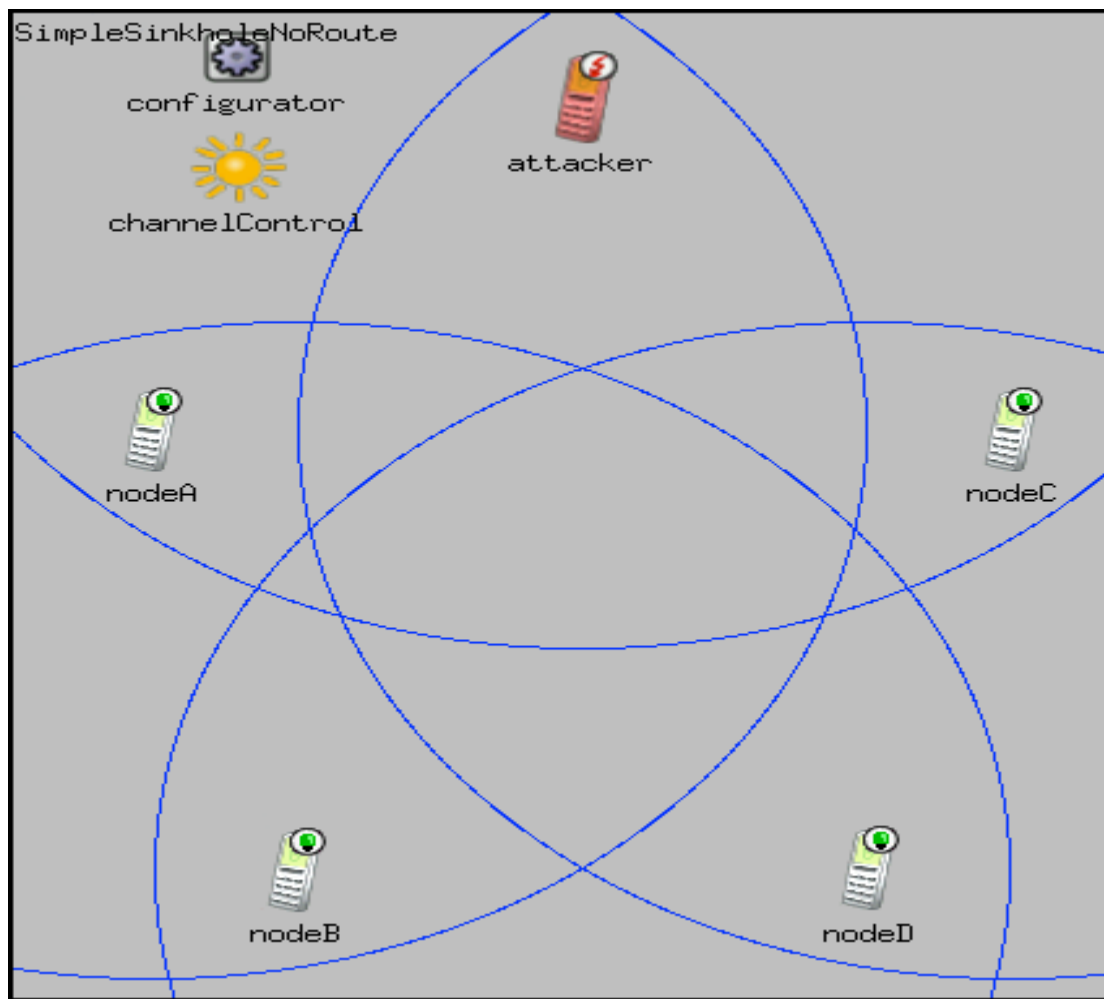 SimpleSinkholeNoRoute
configurator
attacker
channelControl
nodeA
nodeC
nodeB
nodeD